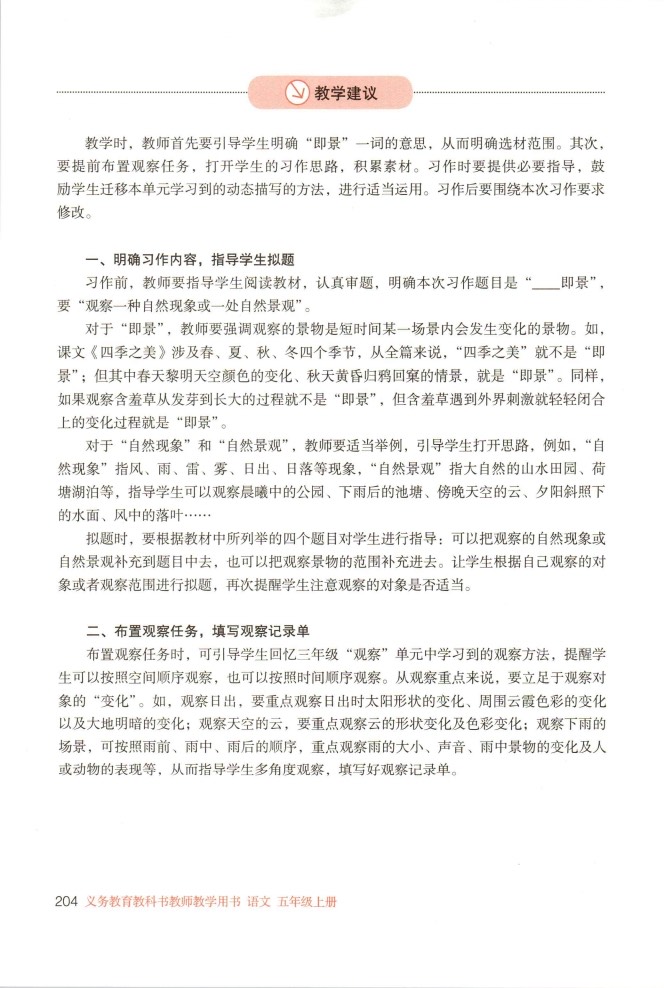 教学建议
教学时，教师首先要引导学生明确“即景”一词的意思，从而明确选材范围。其次，
要提前布置观察任务，打开学生的习作思路，积累素材。习作时要提供必要指导，鼓
励学生迁移本单元学习到的动态描写的方法，进行适当运用。习作后要围绕本次习作要求
修改。
一、明确习作内容，指导学生拟题
习作前，教师要指导学生阅读教材，认真审题，明确本次习作题目是“____即景”，
要“观察一种自然现象或一处自然景观”。
对于“即景”，教师要强调观察的景物是短时间某一场景内会发生变化的景物。如，
课文《四季之美》涉及春、夏、秋、冬四个季节，从全篇来说，“四季之美”就不是“即
景”；但其中春天黎明天空颜色的变化、秋天黄昏归鸦回窠的情景，就是“即景”。同样，
如果观察含羞草从发芽到长大的过程就不是“即景”，但含羞草遇到外界刺激就轻轻闭合
上的变化过程就是“即景”。
对于“自然现象”和“自然景观”，教师要适当举例，引导学生打开思路，例如，“自
然现象”指风、雨、雷、雾、日出、日落等现象，“自然景观”指大自然的山水田园、荷
塘湖泊等，指导学生可以观察晨曦中的公园、下雨后的池塘、傍晚天空的云、夕阳斜照下
的水面、风中的落叶……
拟题时，要根据教材中所列举的四个题目对学生进行指导：可以把观察的自然现象或
自然景观补充到题目中去，也可以把观察景物的范围补充进去。让学生根据自己观察的对
象或者观察范围进行拟题，再次提醒学生注意观察的对象是否适当。
二、布置观察任务，填写观察记录单
布置观察任务时，可引导学生回忆三年级“观察”单元中学习到的观察方法，提醒学
生可以按照空间顺序观察，也可以按照时间顺序观察。从观察重点来说，要立足于观察对
象的“变化”。如，观察日出，要重点观察日出时太阳形状的变化、周围云霞色彩的变化
以及大地明暗的变化；观察天空的云，要重点观察云的形状变化及色彩变化；观察下雨的
场景，可按照雨前、雨中、雨后的顺序，重点观察雨的大小、声音、雨中景物的变化及人
或动物的表现等，从而指导学生多角度观察，填写好观察记录单。
204 义务教育教科书教师教学用书 语文 五年级上册